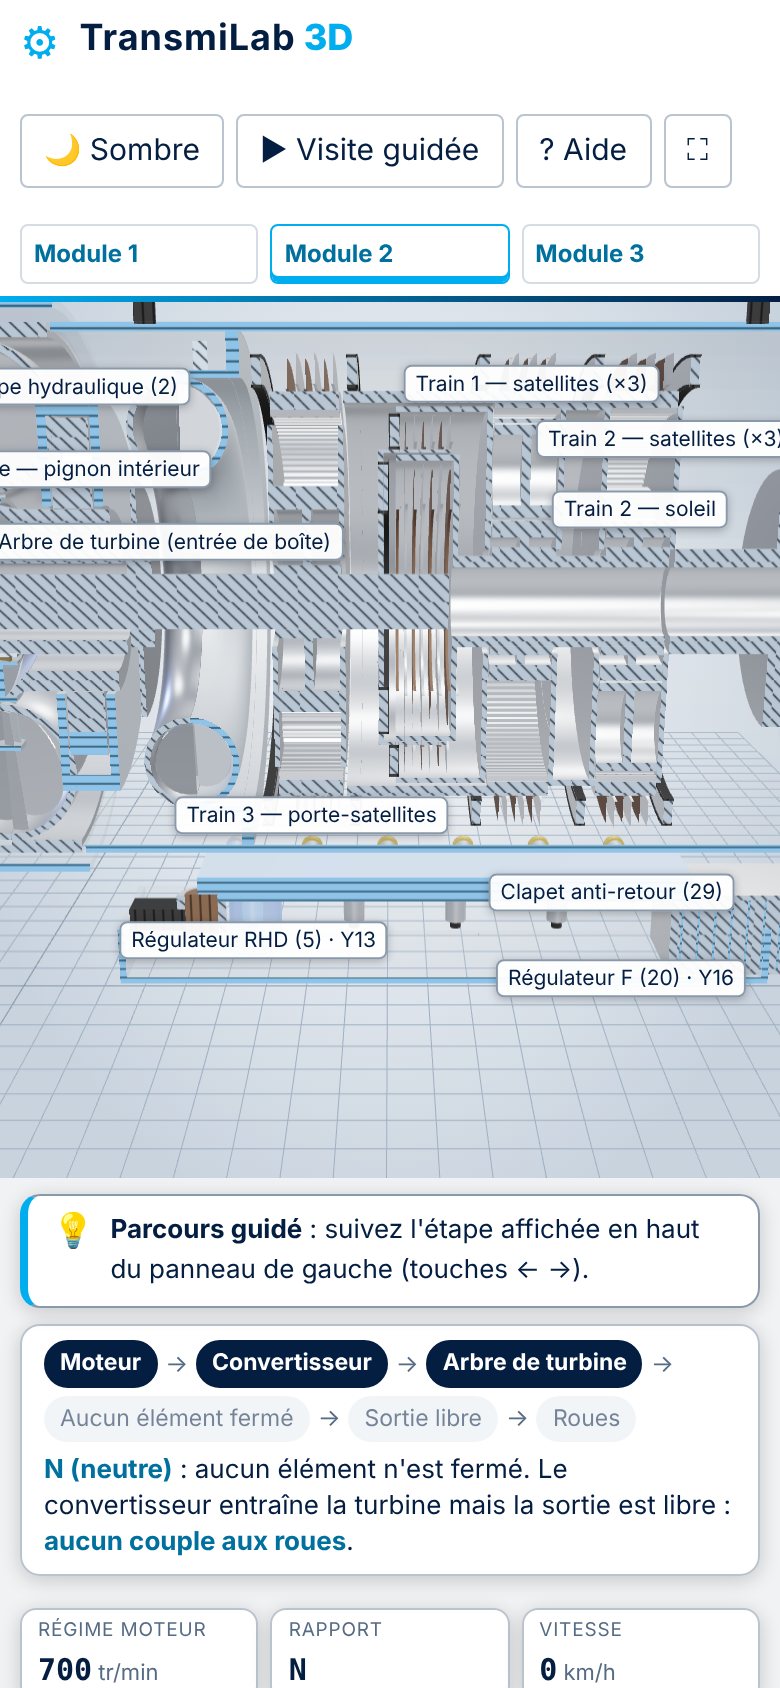 TransmiLab 3D
🌙 Sombre
▶ Visite guidée
? Aide
Module 1
Module 2
Module 3
pe hydraulique (2)
Train 1 — satellites (×3)
Train 2 — satellites (×3)
e — pignon intérieur
Train 2 — soleil
Arbre de turbine (entrée de boîte)
Train 3 — porte-satellites
Clapet anti-retour (29)
Régulateur RHD (5) · Y13
Régulateur F (20) · Y16
Parcours guidé : suivez l'étape affichée en haut
du panneau de gauche (touches ← →).
Moteur → Convertisseur → Arbre de turbine →
Aucun élément fermé → Sortie libre → Roues
N (neutre) : aucun élément n'est fermé. Le
convertisseur entraîne la turbine mais la sortie est libre :
aucun couple aux roues.
RÉGIME MOTEUR
700 tr/min
RAPPORT
N
VITESSE
0 km/h